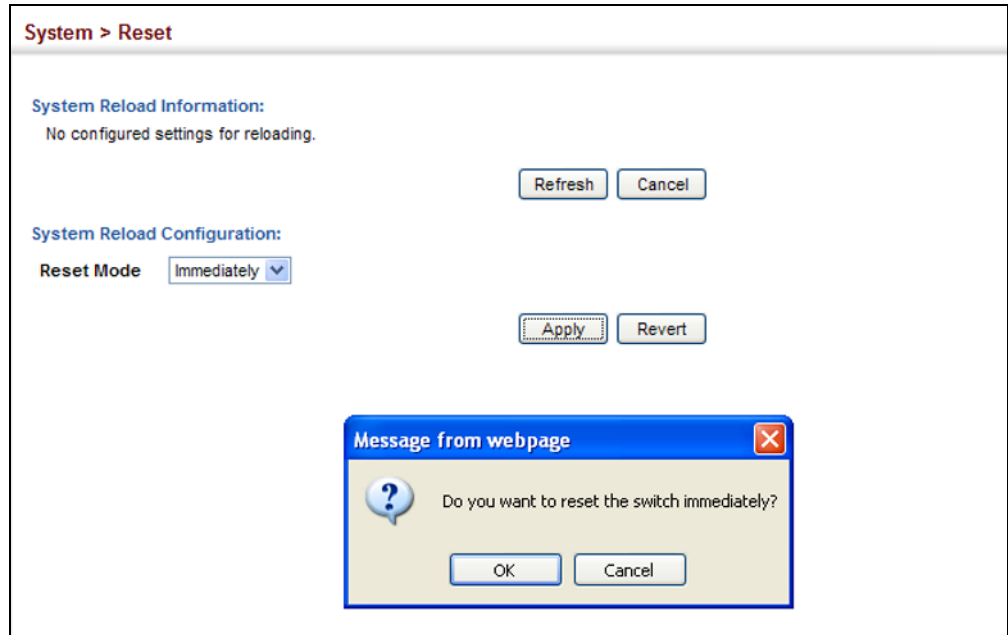 System > Reset
System Reload Information:
No configured settings for reloading.
Refresh Cancel
System Reload Configuration:
Reset Mode Immediately
Apply Revert
Message from webpage
Do you want to reset the switch immediately?
OK Cancel